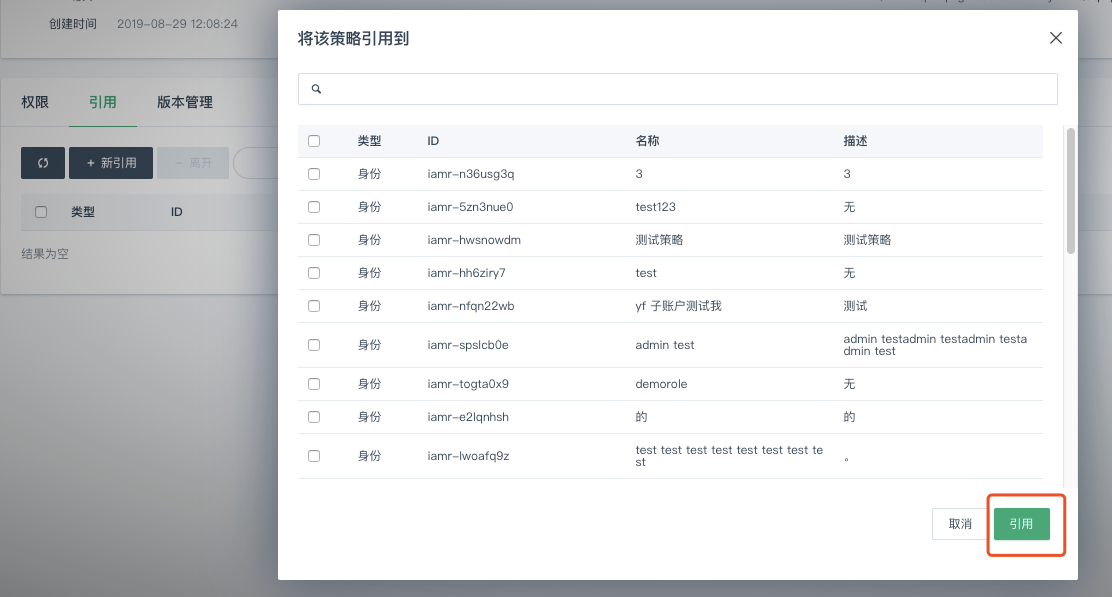 创建时间 2019-08-29 12:08:24
权限 引用 版本管理
+ 新引用 - 离开
类型 ID
结果为空
将该策略引用到
类型 ID 名称 描述
身份 iamr-n36usg3q 3 3
身份 iamr-5zn3nue0 test123 无
身份 iamr-hwsnowdm 测试策略 测试策略
身份 iamr-hh6ziry7 test 无
身份 iamr-nfqn22wb yf 子账户测试我 测试
身份 iamr-spslcb0e admin test admin testadmin testadmin testa
dmin test
身份 iamr-togta0x9 demorole 无
身份 iamr-e2lqnhsh 的 的
身份 iamr-lwoafq9z test test test test test test test te 。
st
取消 引用